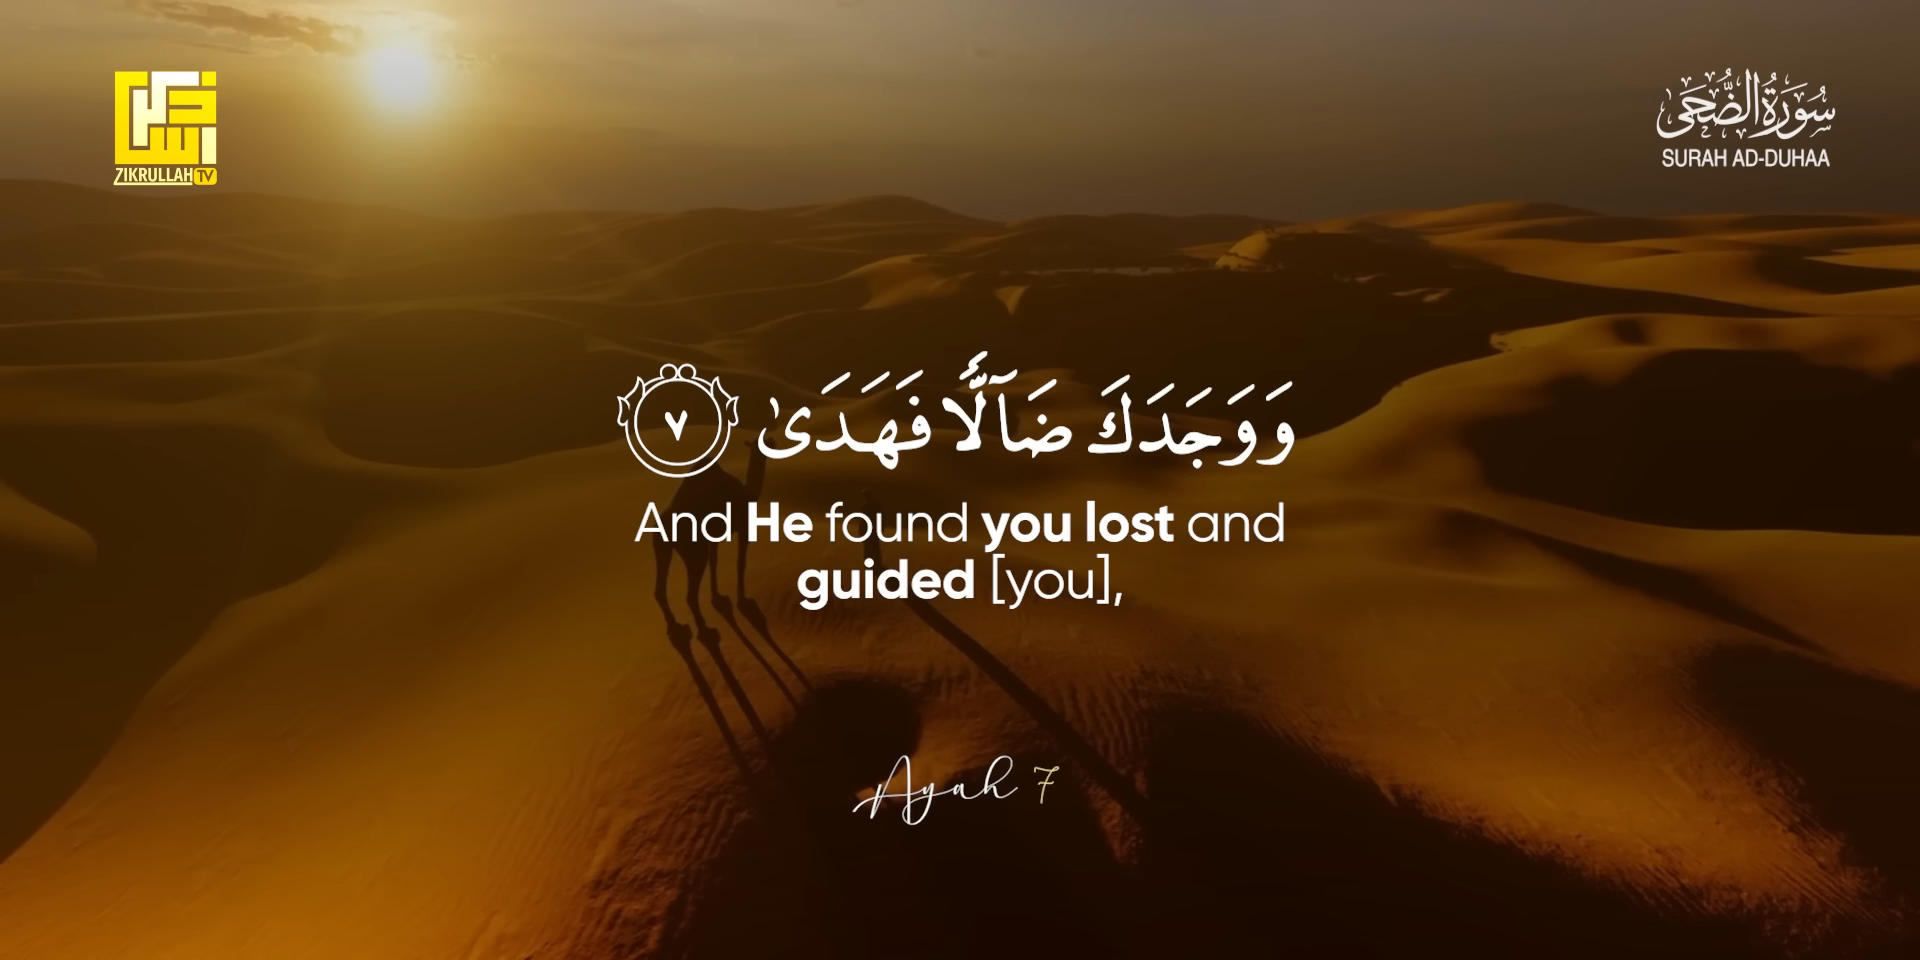 ZIKRULLAH TV
سُورَةُ الضُّحَى
SURAH AD-DUHAA
وَوَجَدَكَ ضَآلًّا فَهَدَىٰ ٧
And He found you lost and
guided [you],
Ayah 7